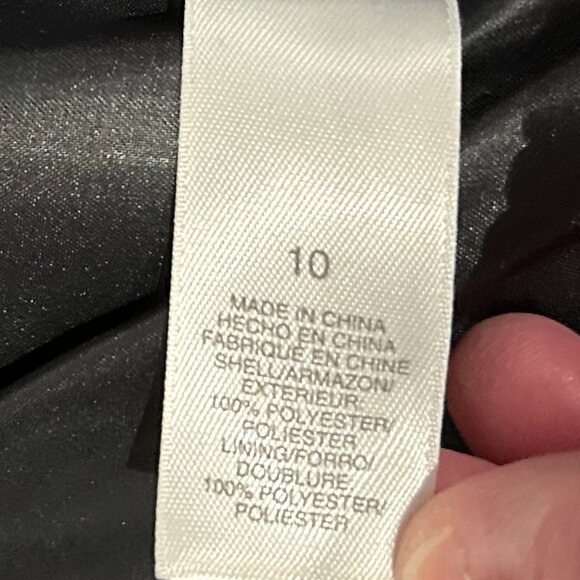 10
MADE IN CHINA
HECHO EN CHINA
FABRIQUE EN CHINE
SHELL/ARMAZON/
EXTERIEUR
100% POLYESTER/
POLIESTER
LINING/FORRO/
DOUBLURE/
100% POLYESTER/
POLIESTER